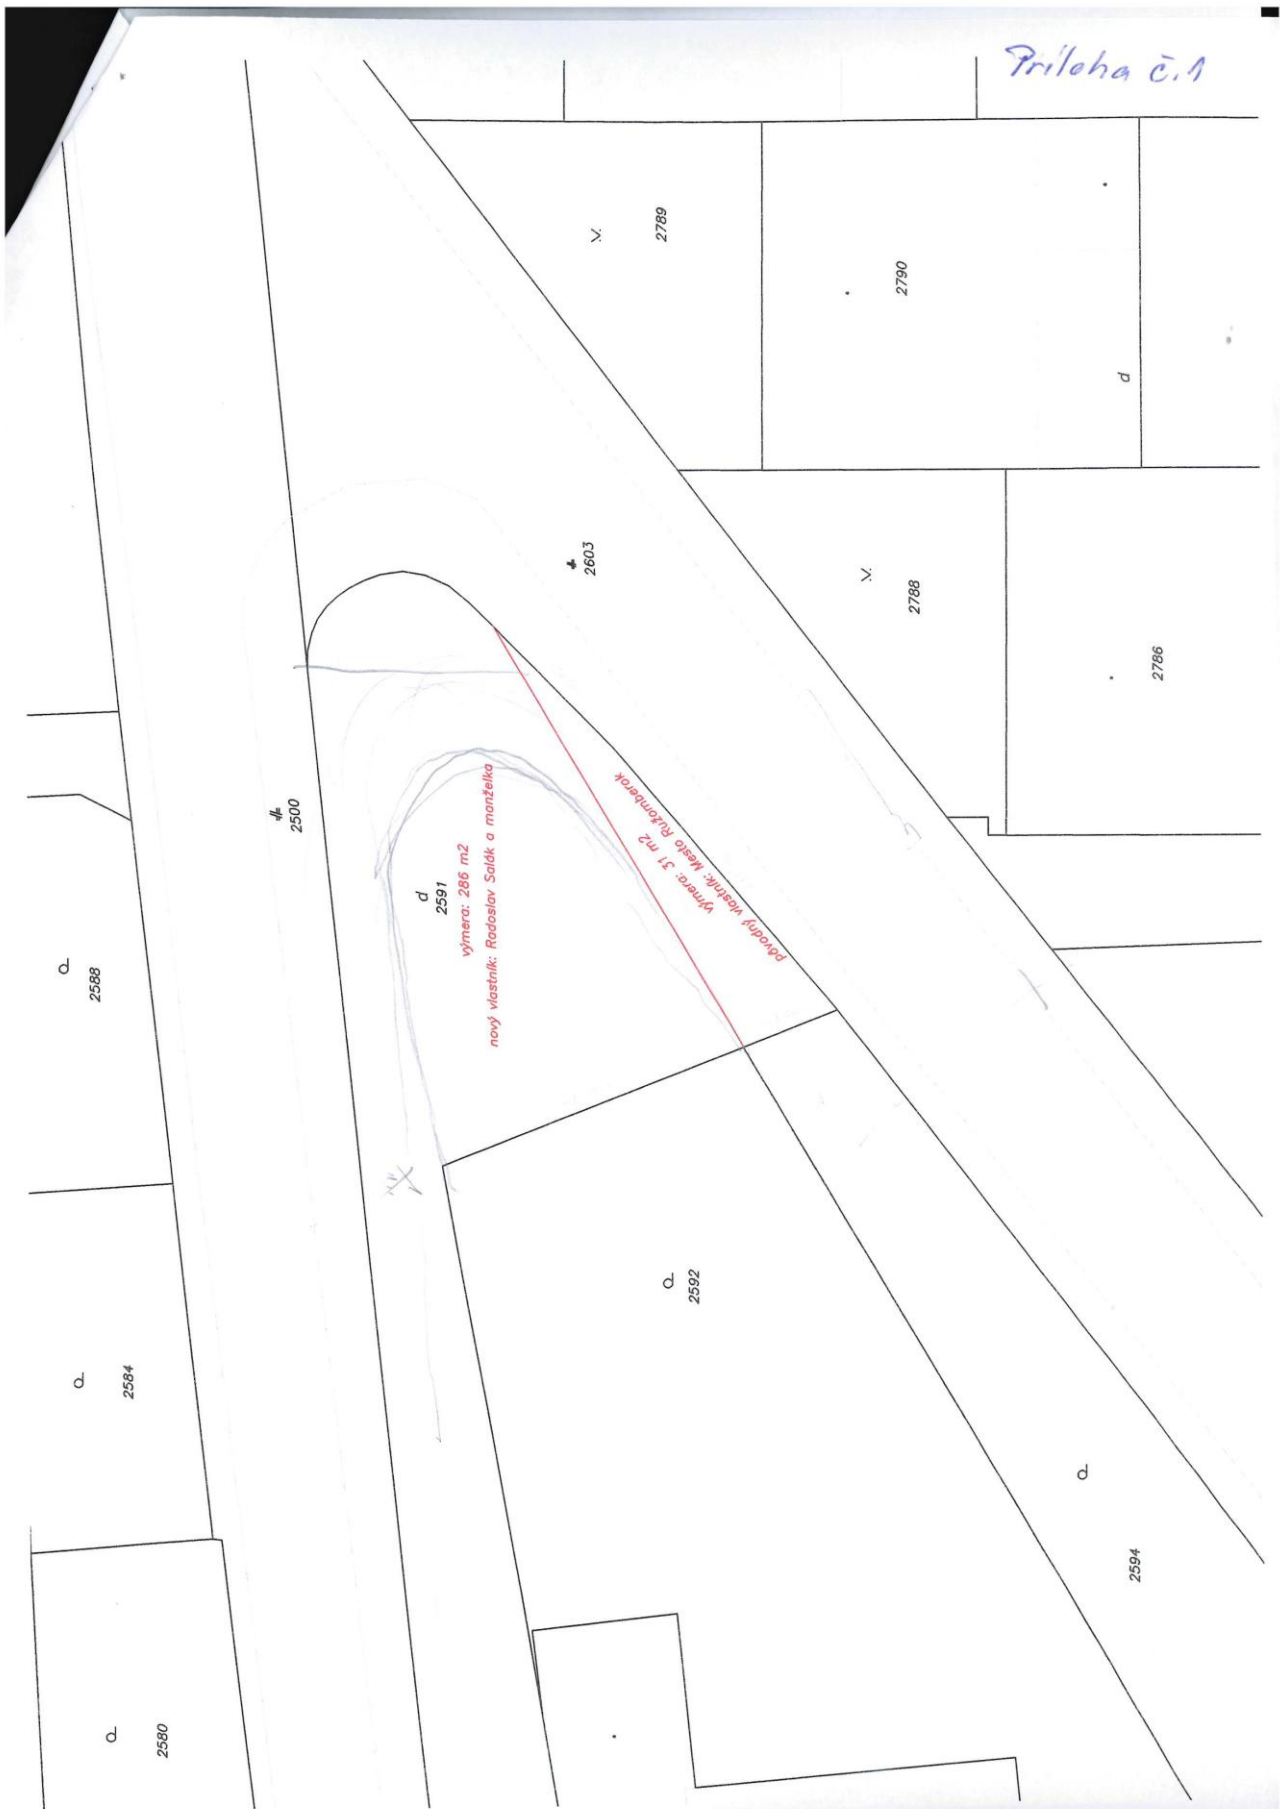 Príloha č.1
2789
2790
d
2603
2788
2786
2500
d
2591
výmera: 286 m2
nový vlastník: Radoslav Salák a manželka
výmera: 31 m2
pôvodný vlastník: Mesto Ružomberok
2588
2592
2584
2594
2580